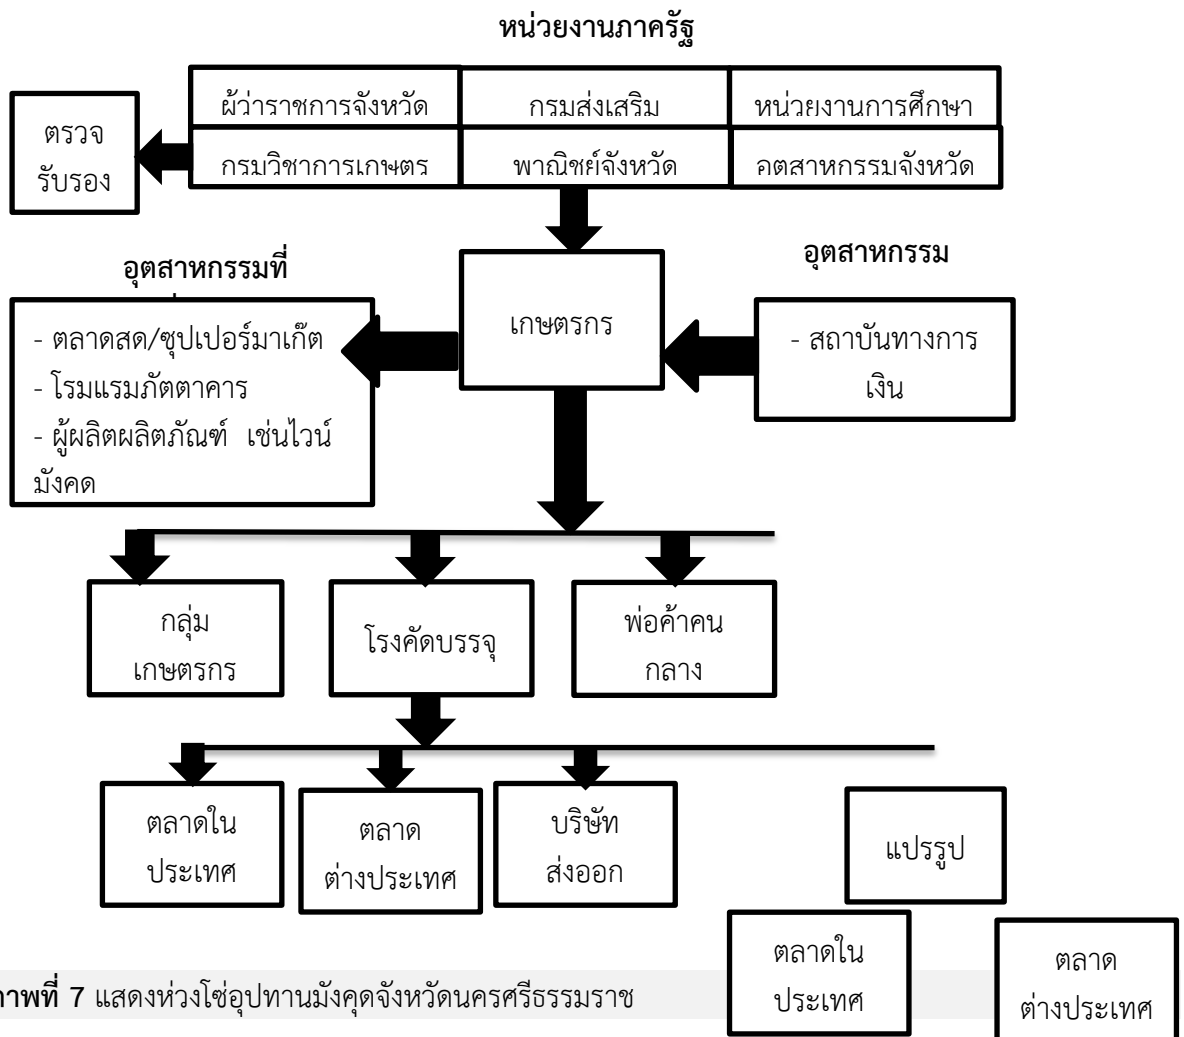 หน่วยงานภาครัฐ
ผู้ว่าราชการจังหวัด
กรมส่งเสริม
หน่วยงานการศึกษา
ตรวจ
รับรอง
กรมวิชาการเกษตร
พาณิชย์จังหวัด
อุตสาหกรรมจังหวัด
อุตสาหกรรมที่
เกษตรกร
อุตสาหกรรม
- ตลาดสด/ซุปเปอร์มาเก๊ต
- โรมแรมภัตตาคาร
- ผู้ผลิตผลิตภัณฑ์ เช่นไวน์
มังคุด
- สถาบันทางการ
เงิน
กลุ่ม
เกษตรกร
โรงคัดบรรจุ
พ่อค้าคน
กลาง
ตลาดใน
ประเทศ
ตลาด
ต่างประเทศ
บริษัท
ส่งออก
แปรรูป
ตลาดใน
ประเทศ
ตลาด
ต่างประเทศ
าพที่ 7 แสดงห่วงโซ่อุปทานมังคุดจังหวัดนครศรีธรรมราช